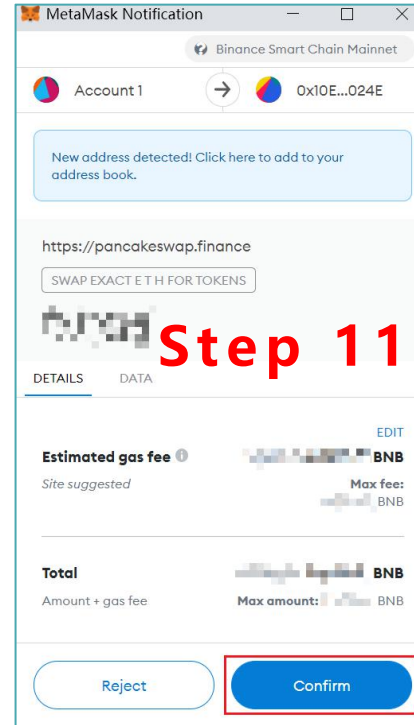 MetaMask Notification
Binance Smart Chain Mainnet
Account 1 0x10E...024E
New address detected! Click here to add to your
address book.
https://pancakeswap.finance
SWAP EXACT E T H FOR TOKENS
Step 11
DETAILS DATA
EDIT
Estimated gas fee BNB
Site suggested Max fee:
BNB
Total BNB
Amount + gas fee Max amount: BNB
Reject Confirm